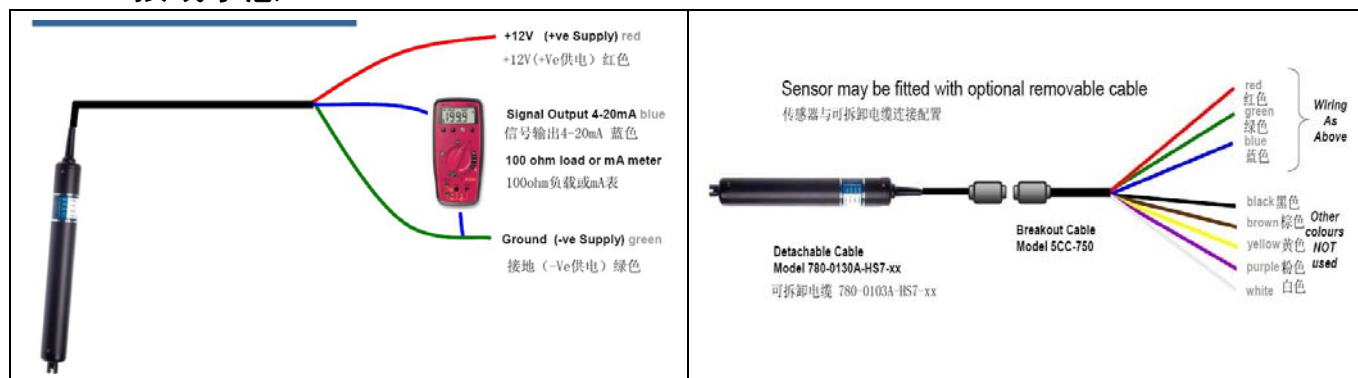 +12V (+ve Supply) red
+12V(+Ve供电) 红色
Signal Output 4-20mA blue
信号输出4-20mA 蓝色
1999
100 ohm load or mA meter
100ohm负载或mA表
Ground (-ve Supply) green
接地 (-Ve供电) 绿色
Sensor may be fitted with optional removable cable
传感器与可拆卸电缆连接配置
red
红色
green
绿色
blue
蓝色
Wiring
As
Above
Detachable Cable
Model 780-0130A-HS7-xx
可拆卸电缆 780-0103A-HS7-xx
Breakout Cable
Model 5CC-750
black黑色
brown棕色
yellow黄色
purple粉色
white 白色
Other
colours
NOT
used